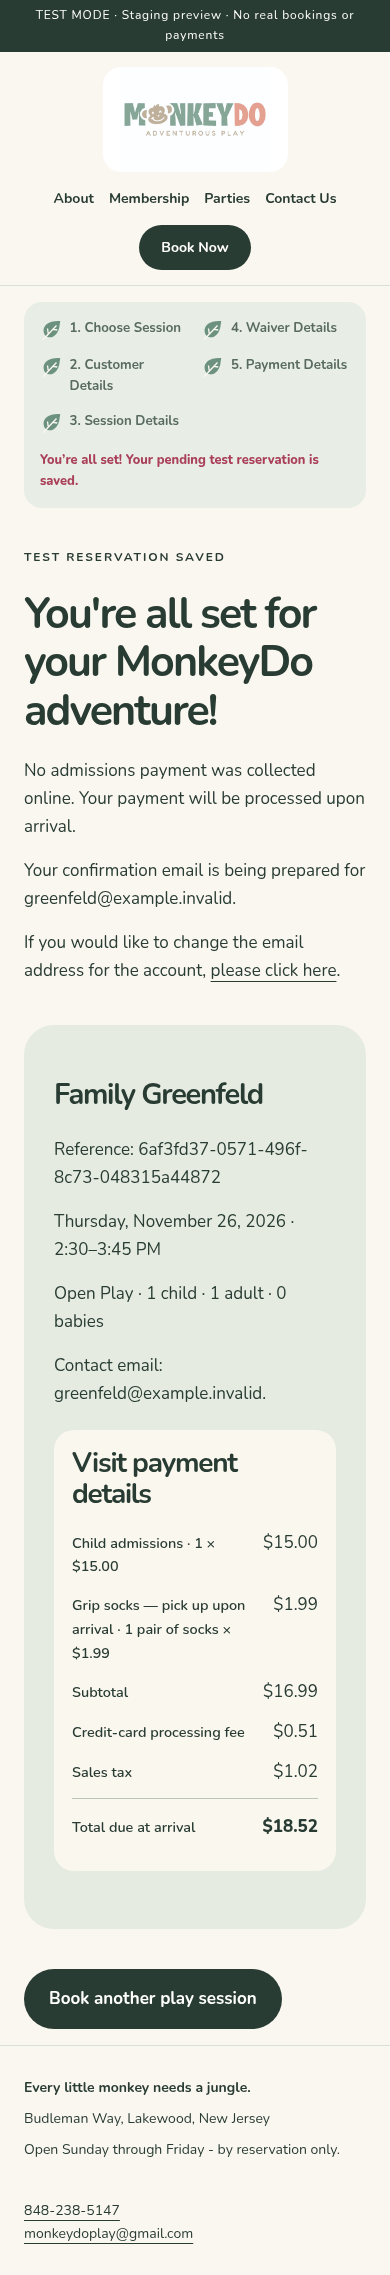 TEST MODE · Staging preview · No real bookings or
payments
MONKEYDO
ADVENTUROUS PLAY
About Membership Parties Contact Us
Book Now
1. Choose Session
2. Customer
Details
3. Session Details
4. Waiver Details
5. Payment Details
You’re all set! Your pending test reservation is
saved.
TEST RESERVATION SAVED
You're all set for
your MonkeyDo
adventure!
No admissions payment was collected
online. Your payment will be processed upon
arrival.
Your confirmation email is being prepared for
greenfeld@example.invalid.
If you would like to change the email
address for the account, please click here.
Family Greenfeld
Reference: 6af3fd37-0571-496f-
8c73-048315a44872
Thursday, November 26, 2026 ·
2:30–3:45 PM
Open Play · 1 child · 1 adult · 0
babies
Contact email:
greenfeld@example.invalid.
Visit payment
details
Child admissions · 1 × $15.00
$15.00
Grip socks — pick up upon $1.99
arrival · 1 pair of socks ×
$1.99
Subtotal $16.99
Credit-card processing fee $0.51
Sales tax $1.02
Total due at arrival $18.52
Book another play session
Every little monkey needs a jungle.
Budleman Way, Lakewood, New Jersey
Open Sunday through Friday - by reservation only.
848-238-5147
monkeydoplay@gmail.com